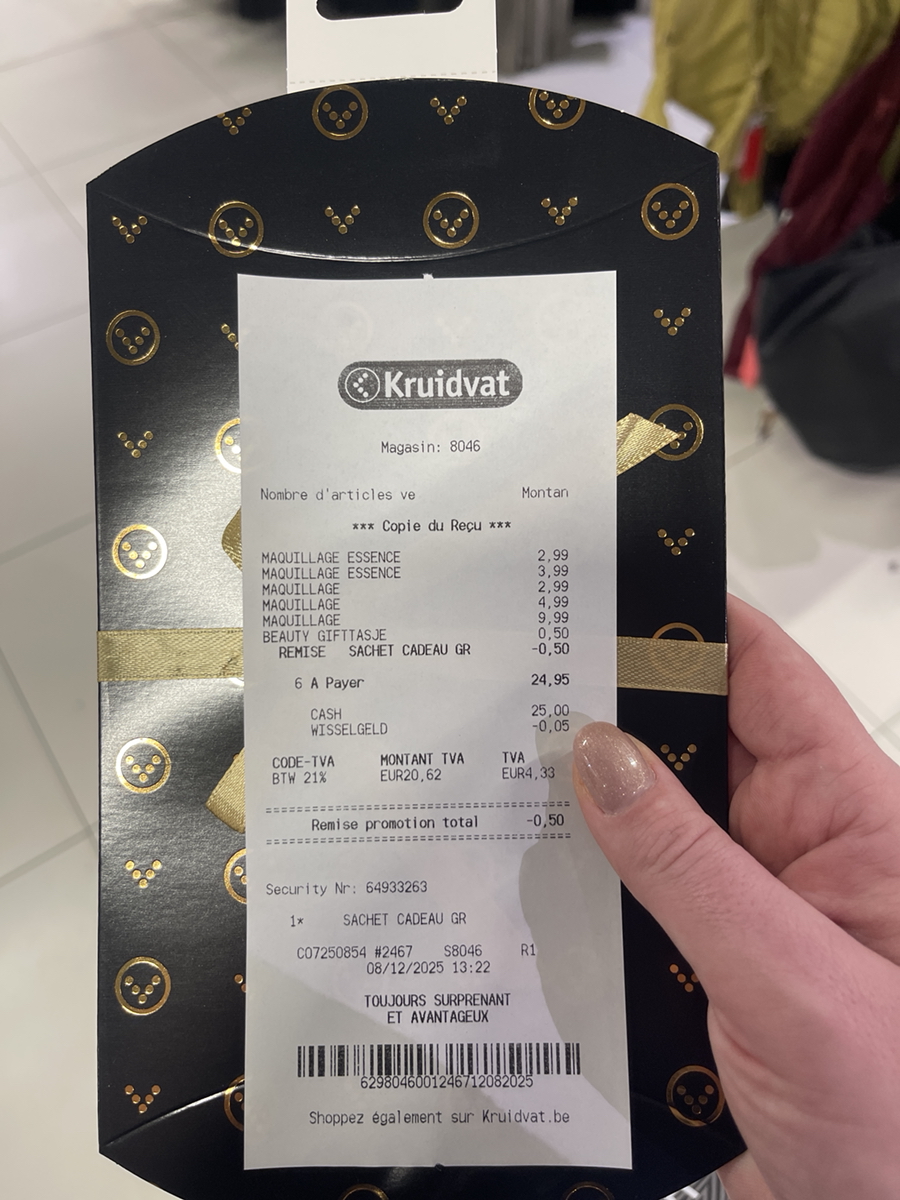 Kruidvat
Magasin: 8046
Nombre d'articles ve Montan
*** Copie du Reçu ***
MAQUILLAGE ESSENCE 2,99
MAQUILLAGE ESSENCE 3,99
MAQUILLAGE 2,99
MAQUILLAGE 4,99
MAQUILLAGE 9,99
BEAUTY GIFTTASJE 0,50
REMISE SACHET CADEAU GR -0,50
6 A Payer 24,95
CASH 25,00
WISSELGELD -0,05
CODE-TVA MONTANT TVA TVA
BTW 21% EUR20,62 EUR4,33
Remise promotion total -0,50
Security Nr: 64933263
1* SACHET CADEAU GR
C07250854 #2467 S8046 R1
08/12/2025 13:22
TOUJOURS SURPRENANT
ET AVANTAGEUX
6298046001246712082025
Shoppez également sur Kruidvat.be